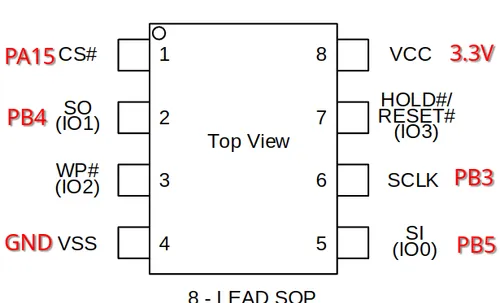 PA15 CS# 1 8 VCC 3.3V
PB4 SO (IO1) 2 7 HOLD#/ RESET# (IO3)
Top View
WP# (IO2) 3 6 SCLK PB3
GND VSS 4 5 SI (IO0) PB5
8 - LEAD SOP